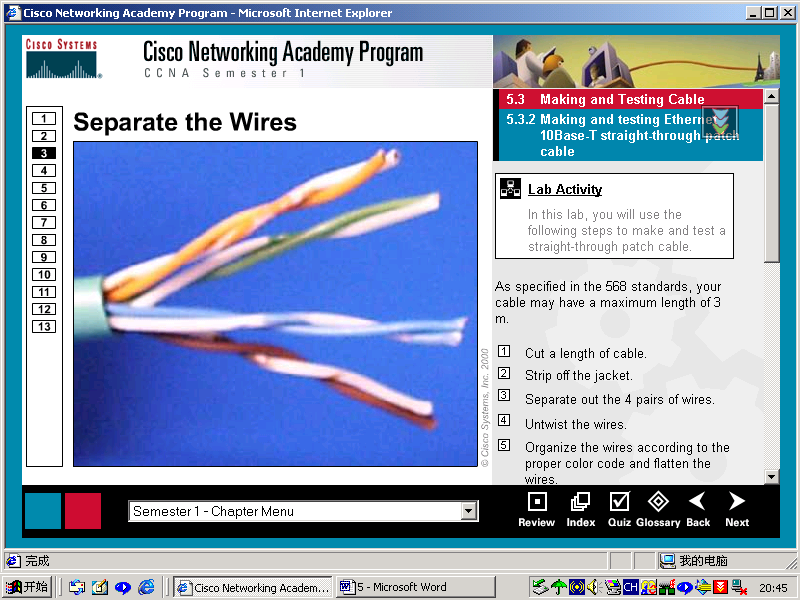 Cisco Networking Academy Program - Microsoft Internet Explorer
CISCO SYSTEMS
Cisco Networking Academy Program
CCNA Semester 1
1
2
3
4
5
6
7
8
9
10
11
12
13
Separate the Wires
© Cisco Systems, Inc. 2000
5.3 Making and Testing Cable
5.3.2 Making and testing Ethernet
10Base-T straight-through patch
cable
Lab Activity
In this lab, you will use the
following steps to make and test a
straight-through patch cable.
As specified in the 568 standards, your
cable may have a maximum length of 3
m.
1 Cut a length of cable.
2 Strip off the jacket.
3 Separate out the 4 pairs of wires.
4 Untwist the wires.
5 Organize the wires according to the
proper color code and flatten the
wires.
Semester 1 - Chapter Menu
Review Index Quiz Glossary Back Next
完成
我的电脑
开始
Cisco Networking Academ...
5 - Microsoft Word
CH
20:45